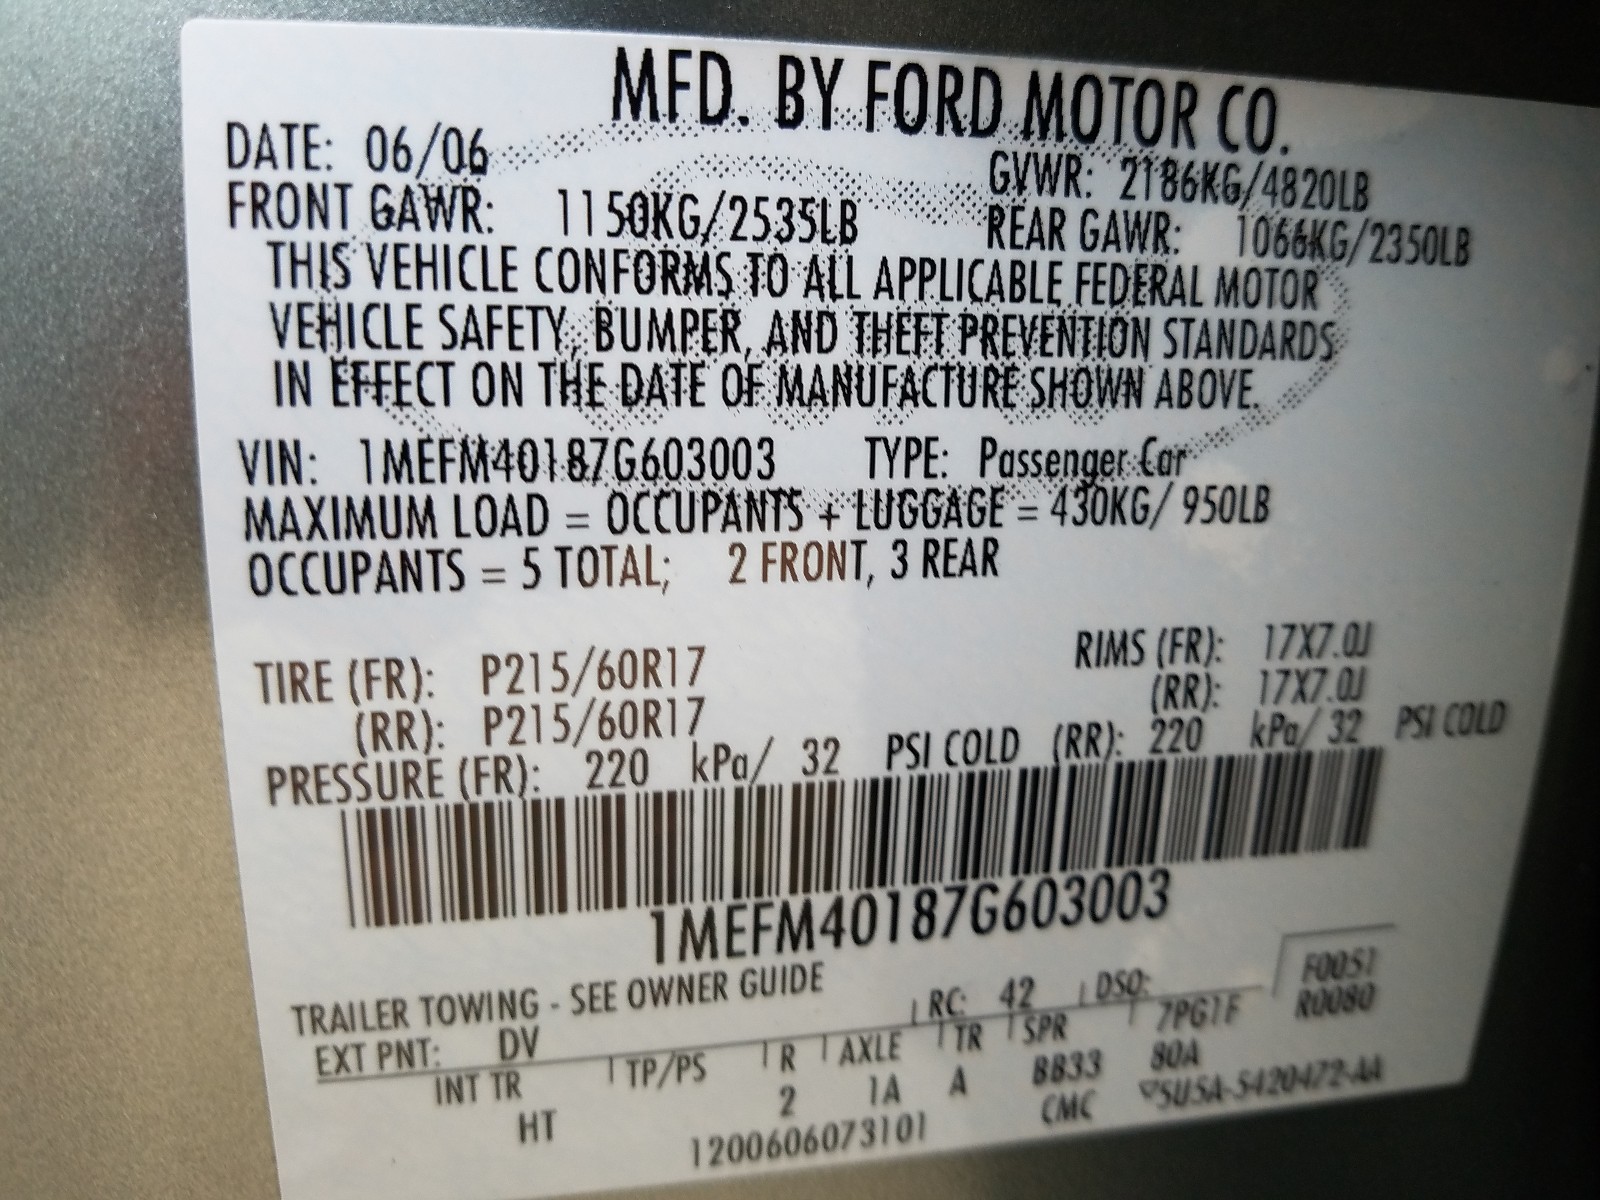 MFD. BY FORD MOTOR CO.
DATE: 06/06 GVWR: 2186KG/4820LB
FRONT GAWR: 1150KG/2535LB REAR GAWR: 1066KG/2350LB
THIS VEHICLE CONFORMS TO ALL APPLICABLE FEDERAL MOTOR
VEHICLE SAFETY, BUMPER, AND THEFT PREVENTION STANDARDS
IN EFFECT ON THE DATE OF MANUFACTURE SHOWN ABOVE.
VIN: 1MEFM40187G603003 TYPE: Passenger Car
MAXIMUM LOAD = OCCUPANTS + LUGGAGE = 430KG/ 950LB
OCCUPANTS = 5 TOTAL; 2 FRONT, 3 REAR
TIRE (FR): P215/60R17 RIMS (FR): 17X7.0J
(RR): P215/60R17 (RR): 17X7.0J
PRESSURE (FR): 220 kPa/ 32 PSI COLD (RR): 220 kPa/ 32 PSI COLD
1MEFM40187G603003
TRAILER TOWING - SEE OWNER GUIDE F0051
EXT PNT: DV RC: 42 DSO: R0080
INT TR TP/PS R AXLE TR SPR 7PG1F
HT 2 1A A BB33 80A
1200606073101 CMC 5U5A-5420472-AA